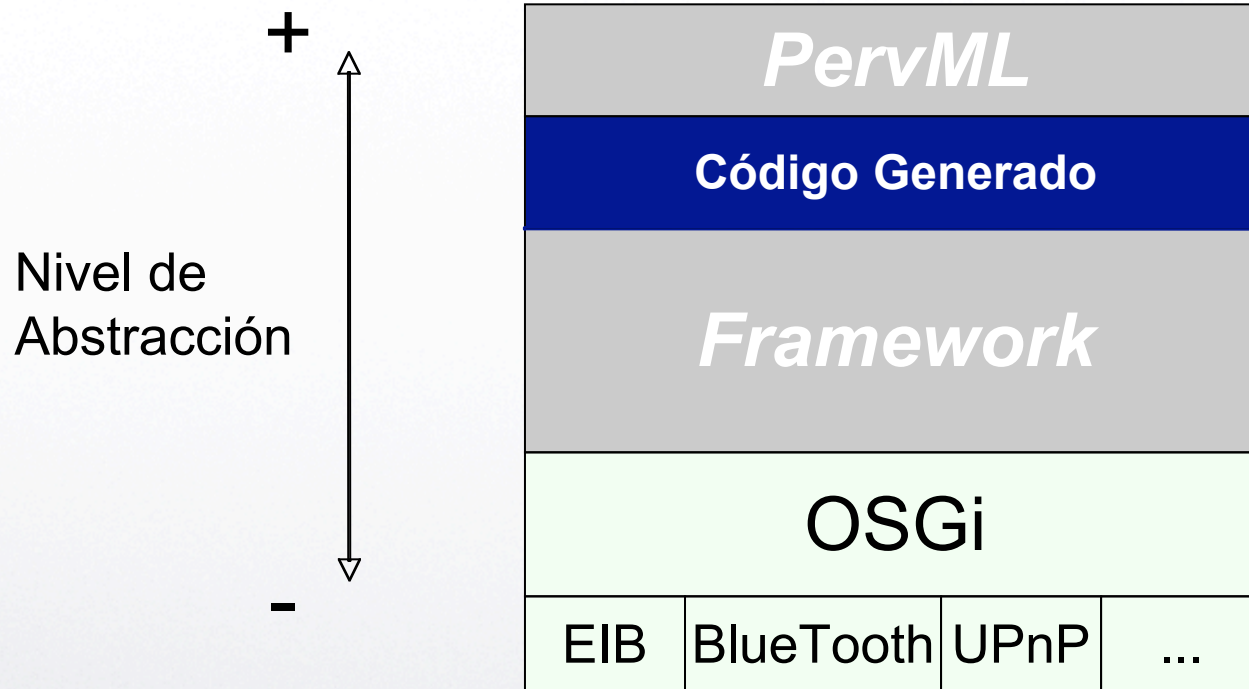 +
PervML
Código Generado
Nivel de
Abstracción
Framework
OSGi
-
EIB BlueTooth UPnP ...